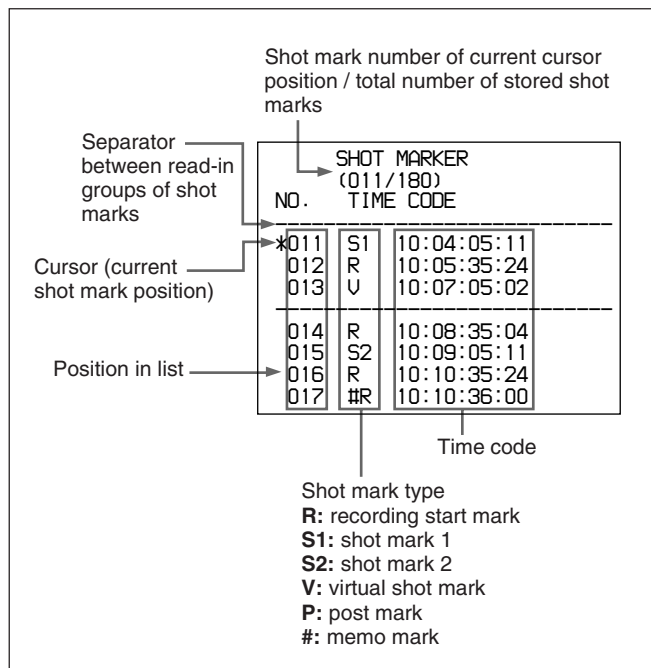 Shot mark number of current cursor
position / total number of stored shot
marks
Separator
between read-in
groups of shot
marks
SHOT MARKER
(011/180)
NO. TIME CODE
Cursor (current
shot mark position)
*011 S1 10:04:05:11
012 R 10:05:35:24
013 V 10:07:05:02
014 R 10:08:35:04
015 S2 10:09:05:11
016 R 10:10:35:24
017 #R 10:10:36:00
Position in list
Time code
Shot mark type
R: recording start mark
S1: shot mark 1
S2: shot mark 2
V: virtual shot mark
P: post mark
#: memo mark